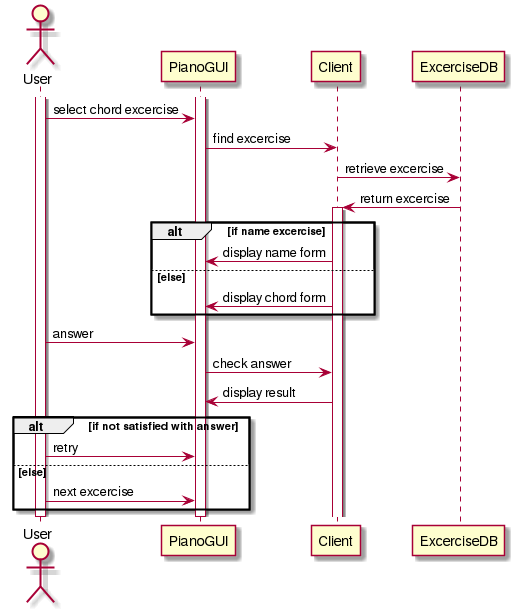 User
PianoGUI
Client
ExcerciseDB
select chord excercise
find excercise
retrieve excercise
return excercise
alt [if name excercise]
display name form
[else]
display chord form
answer
check answer
display result
alt [if not satisfied with answer]
retry
[else]
next excercise
User
PianoGUI
Client
ExcerciseDB